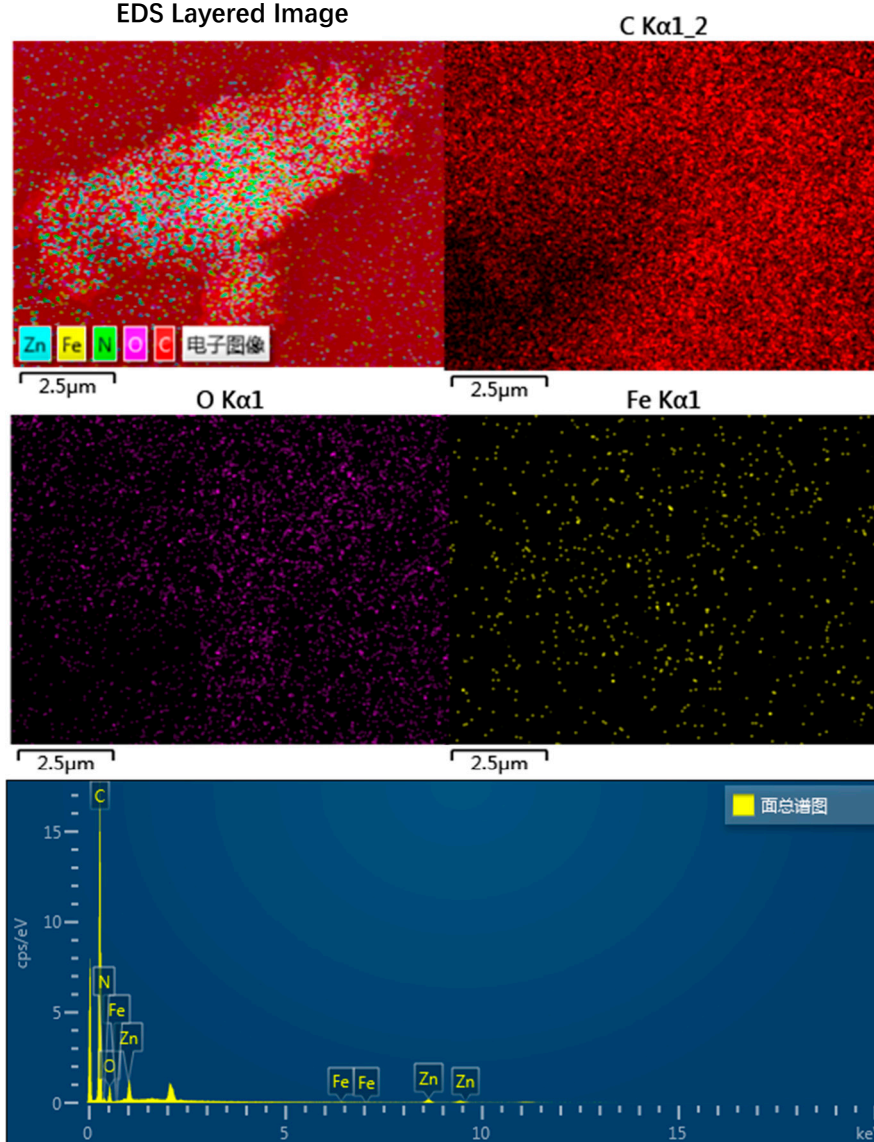 EDS Layered Image
C Kα1_2
Zn Fe N O C 电子图像
2.5μm
2.5μm
O Kα1
Fe Kα1
2.5μm
2.5μm
面总谱图
C
15
cps/eV
10
N
5
Fe
Zn
O
Fe Fe Zn Zn
0
0 5 10 15 ke